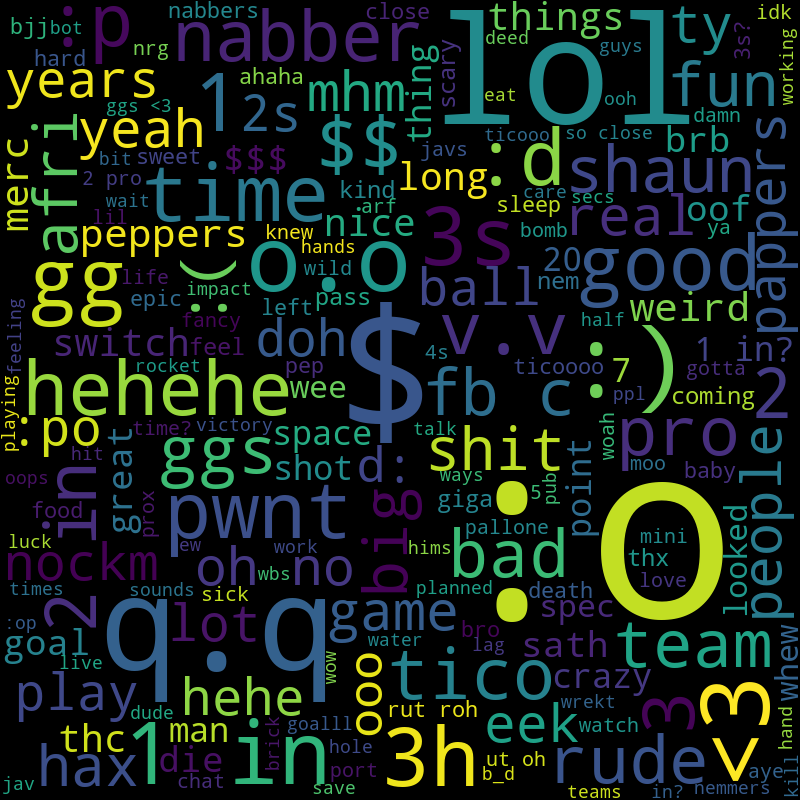 nabbers
close
things
idk
bjj
bot
:p
nabber
lol
ty
3s?
nrg
deed
guys
hard
scary
years
ahaha
12s
mhm
thing
fun
working
eat
ooh
ggs <3
damn
yeah
$$
ticooo
so close
brb
merc
afri
bit
sweet
$$$
javs
:d
shaun
pappers
2 pro
time
kind
long
care
secs
wait
arf
sleep
real
oof
lil
nice
3s
bomb
ya
peppers
knew
hands
gg
:)
o.o
wild
20
good
life
nem
impact
ball
epic
left
pass
weird
feeling
fancy
$
v.v
half
switch
feel
doh
:)
1 in?
rocket
pep
4s
ticoooo
7
gotta
hehehe
wee
fb c
ppl
coming
2
playing
:po
time?
victory
space
talk
shit
woah
pro
great
ggs
d:
point
moo
baby
people
hit
shot
oops
in
ways
pub
5
food
prox
pwnt
big
giga
:o
looked
luck
ew
work
pallone
mini
nockm
oh
no
hims
bad
thx
wbs
love
times
2
sounds
sick
planned
death
:op
q.q
lot
game
spec
goal
bro
team
whew
live
wow
water
lag
sath
play
hehe
ooo
tico
crazy
<3
dude
goalll
rut roh
wrekt
3
thc
man
eek
watch
hand
hax
1 in
brick
hole
3h
ut oh
rude
aye
die
port
b_d
jav
chat
save
teams
in?
nemmers
kill